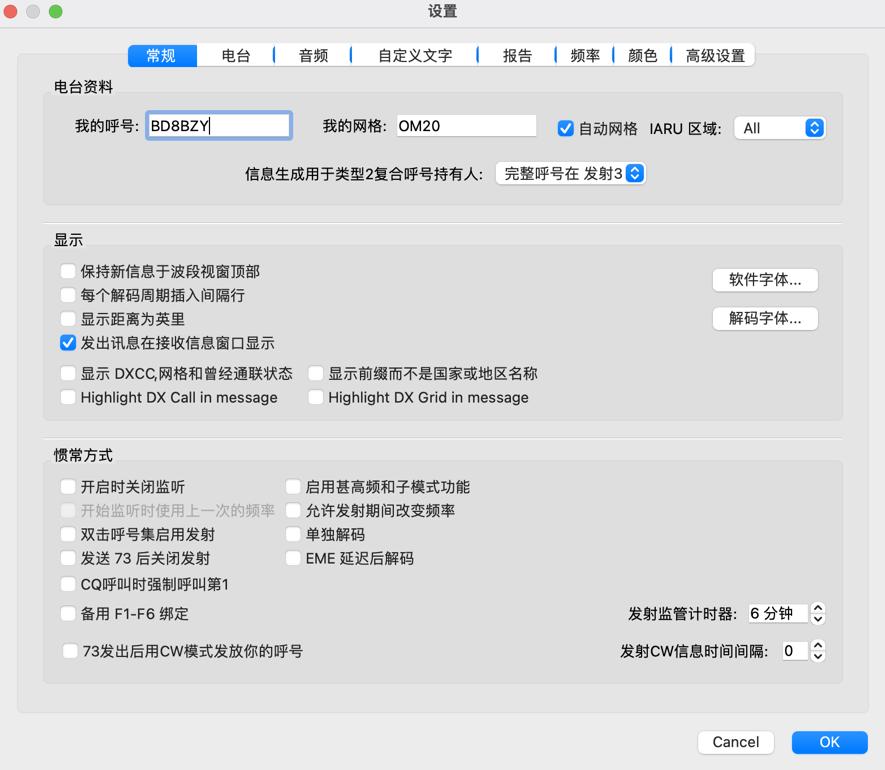 设置
常规 电台 音频 自定义文字 报告 频率 颜色 高级设置
电台资料
我的呼号: BD8BZY 我的网格: OM20 自动网格 IARU 区域: All
信息生成用于类型2复合呼号持有人: 完整呼号在 发射3
显示
保持新信息于波段视窗顶部
软件字体...
每个解码周期插入间隔行
显示距离为英里
解码字体...
发出讯息在接收信息窗口显示
显示 DXCC,网格和曾经通联状态 显示前缀而不是国家或地区名称
Highlight DX Call in message Highlight DX Grid in message
惯常方式
开启时关闭监听 启用甚高频和子模式功能
开始监听时使用上一次的频率 允许发射期间改变频率
双击呼号集启用发射 单独解码
发送 73 后关闭发射 EME 延迟后解码
CQ呼叫时强制呼叫第1
备用 F1-F6 绑定 发射监管计时器: 6 分钟
73发出后用CW模式发放你的呼号 发射CW信息时间间隔: 0
Cancel OK